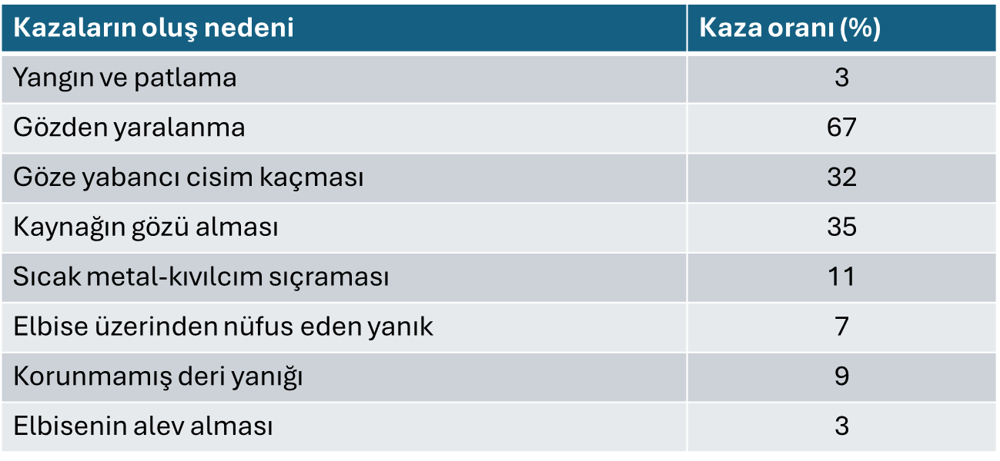 Kazaların oluş nedeni Kaza oranı (%)
Yangın ve patlama 3
Gözden yaralanma 67
Göze yabancı cisim kaçması 32
Kaynağın gözü alması 35
Sıcak metal-kıvılcım sıçraması 11
Elbise üzerinden nüfus eden yanık 7
Korunmamış deri yanığı 9
Elbisenin alev alması 3